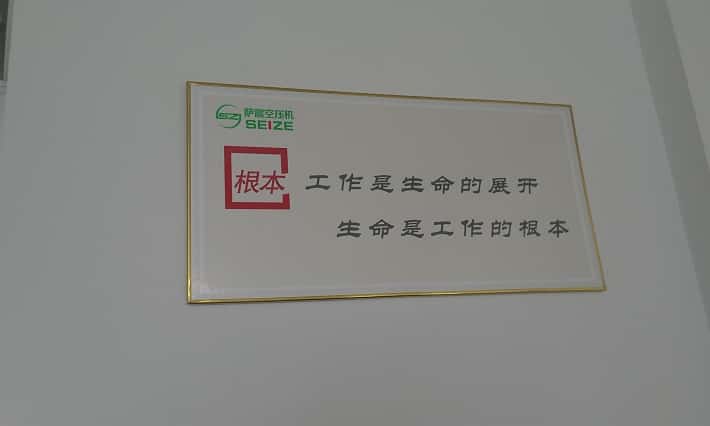 萨震空压机
SEIZE
根本
工作是生命的展开
生命是工作的根本